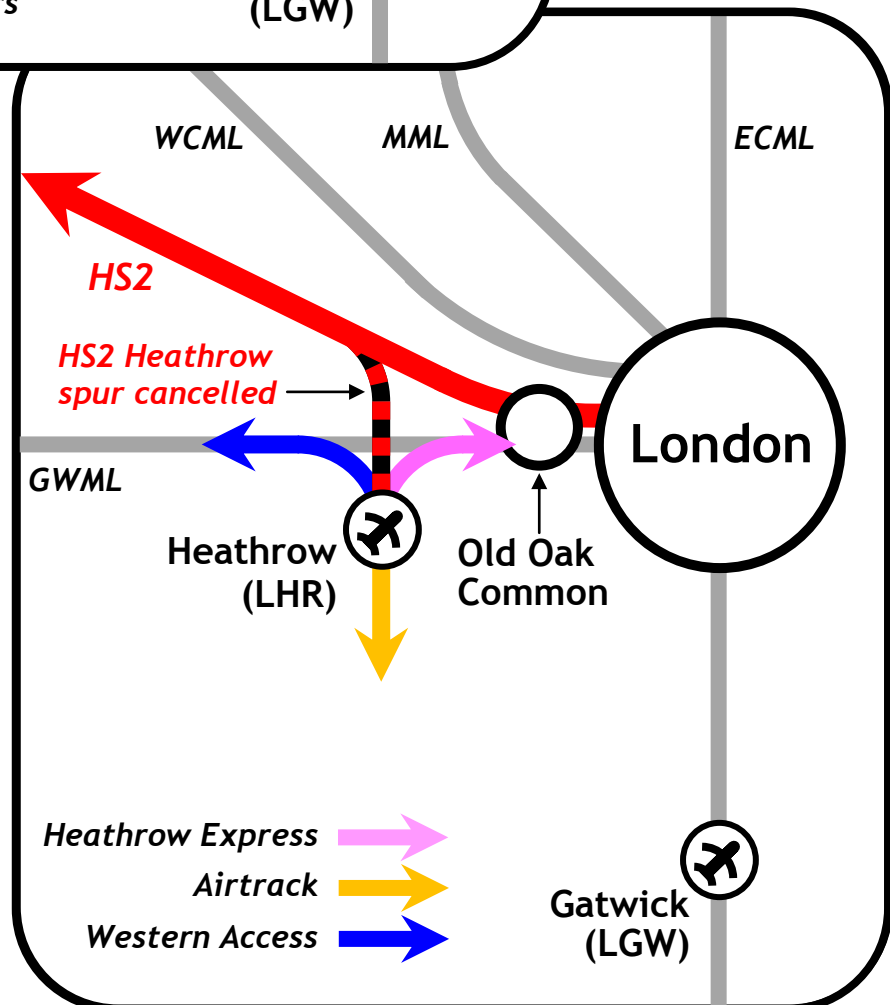 (LGW)
WCML
MML
ECML
HS2
HS2 Heathrow
spur cancelled
London
GWML
Heathrow
(LHR)
Old Oak
Common
Heathrow Express
Airtrack
Western Access
Gatwick
(LGW)